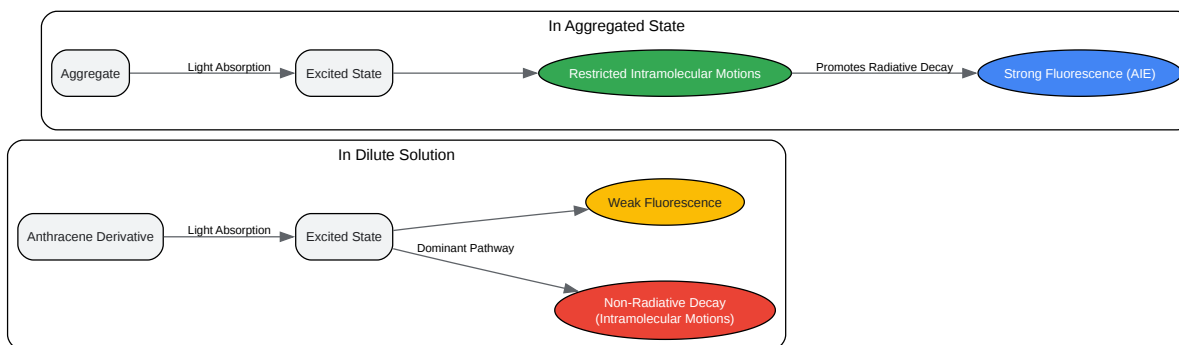 In Aggregated State
Aggregate
Light Absorption
Excited State
Restricted Intramolecular Motions
Promotes Radiative Decay
Strong Fluorescence (AIE)
In Dilute Solution
Anthracene Derivative
Light Absorption
Excited State
Weak Fluorescence
Dominant Pathway
Non-Radiative Decay
(Intramolecular Motions)